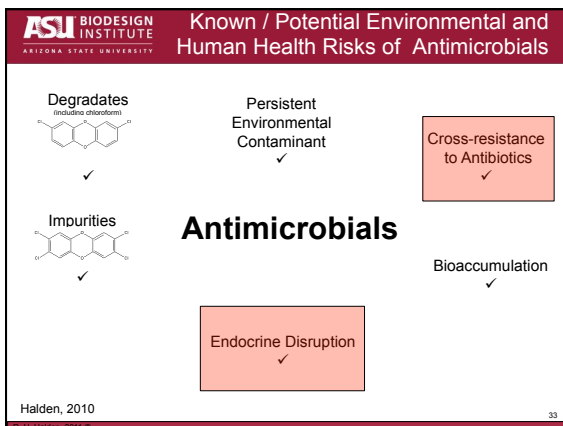 ASU BIODESIGN
INSTITUTE
ARIZONA STATE UNIVERSITY
Known / Potential Environmental and
Human Health Risks of Antimicrobials
Degradates
(including chloroform)
Cl O Cl
O
✓
Persistent
Environmental
Contaminant
✓
Cross-resistance
to Antibiotics
✓
Impurities
Cl O Cl
Cl O Cl
✓
Antimicrobials
Bioaccumulation
✓
Endocrine Disruption
✓
Halden, 2010
33